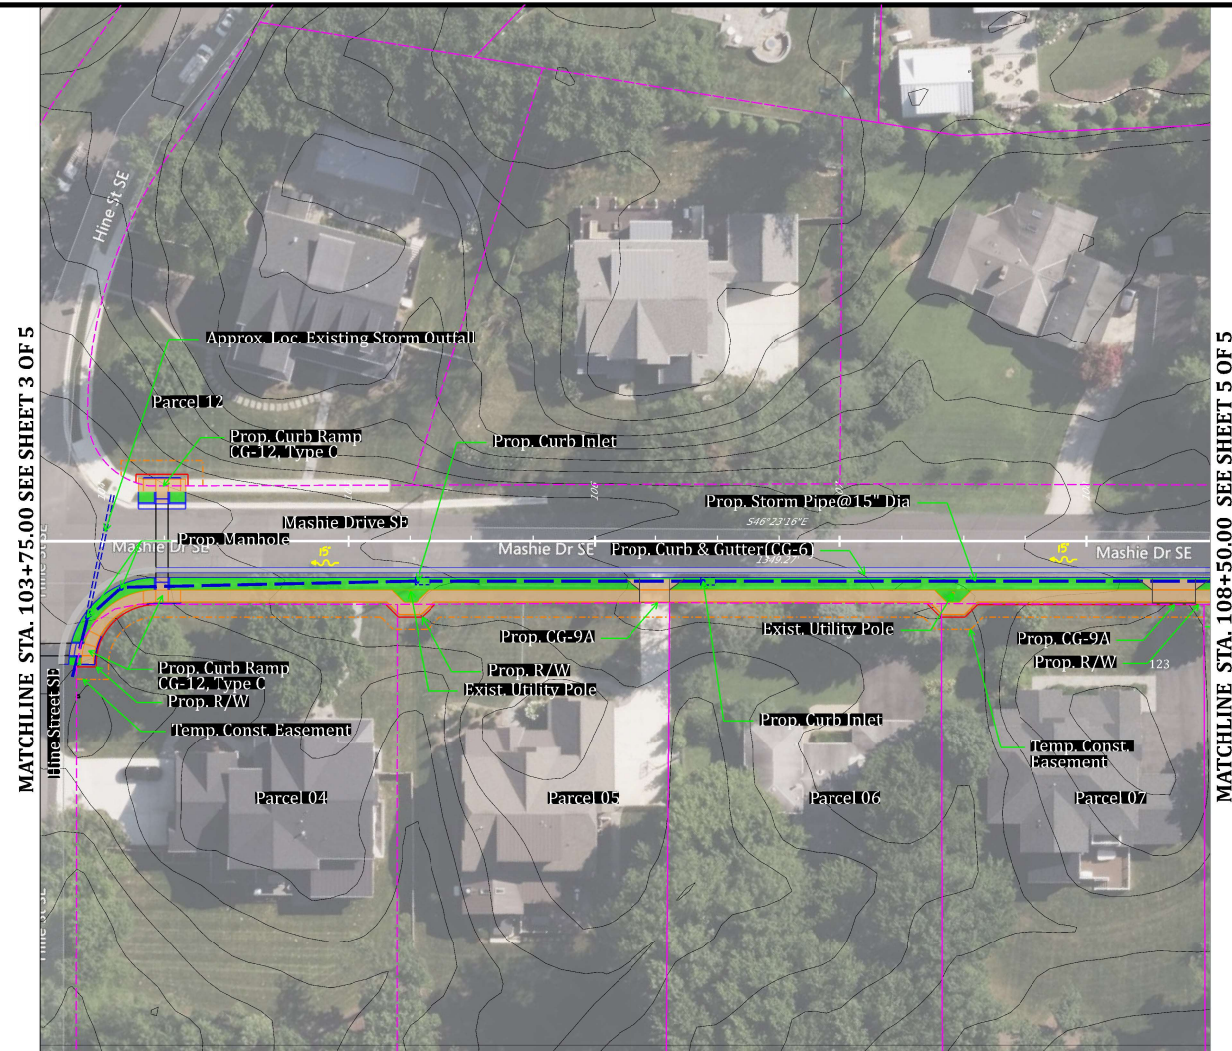 MATCHLINE STA. 103+75.00 SEE SHEET 3 OF 5
MATCHLINE STA. 108+50.00 SEE SHEET 5 OF 5
Hine St SE
Approx. Loc. Existing Storm Outfall
Parcel 12
Prop. Curb Ramp
CG-12, Type C
Prop. Curb Inlet
106
Prop. Storm Pipe@15" Dia
Mashie Drive SE
S46°23'16"E
Prop. Manhole
Mashie Dr SE
15'
Mashie Dr SE
Prop. Curb & Gutter(CG-6)
1349.27
15'
Mashie Dr SE
Prop. CG-9A
Exist. Utility Pole
Prop. CG-9A
Prop. R/W
123
Prop. Curb Ramp
CG-12, Type C
Prop. R/W
Exist. Utility Pole
Prop. R/W
Temp. Const. Easement
Hine Street SE
Prop. Curb Inlet
Temp. Const.
Easement
Parcel 04
Parcel 05
Parcel 06
Parcel 07